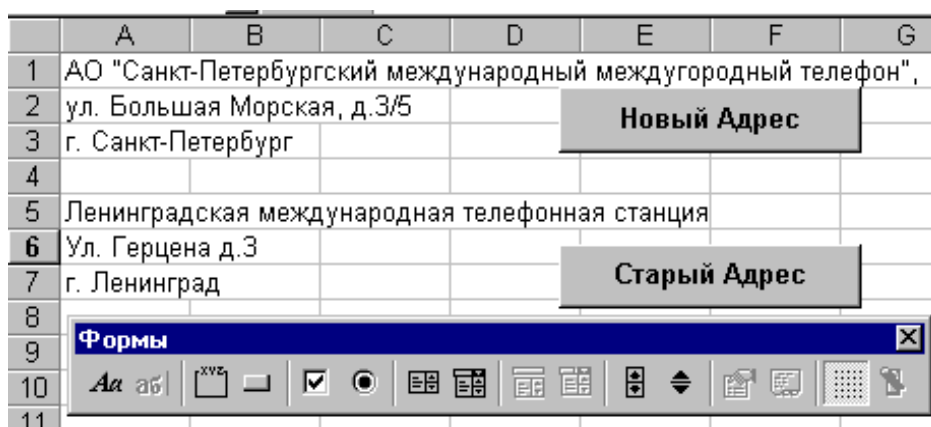 A B C D E F G
1 АО "Санкт-Петербургский международный междугородный телефон",
2 ул. Большая Морская, д.3/5
Новый Адрес
3 г. Санкт-Петербург
4
5 Ленинградская международная телефонная станция
6 Ул. Герцена д.3
Старый Адрес
7 г. Ленинград
8
Формы
9
10 Aa аб| XYZ
11